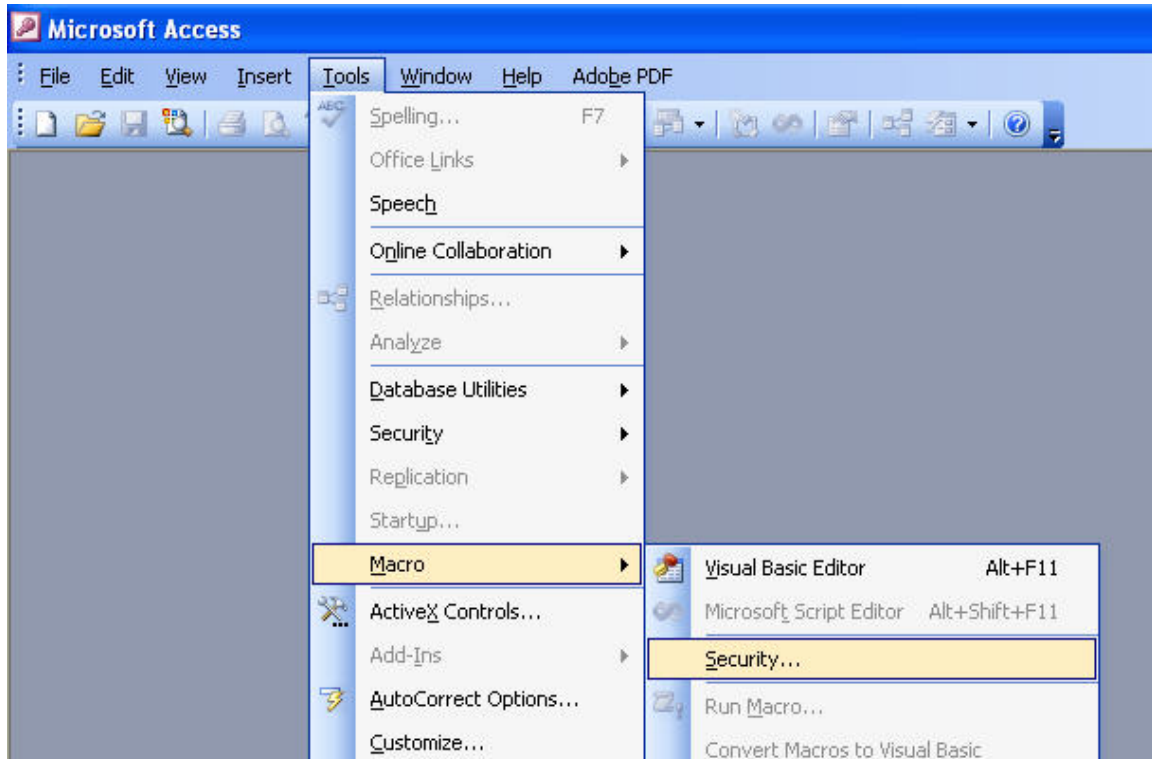 Microsoft Access
File Edit View Insert Tools Window Help Adobe PDF
ABC
Spelling... F7
Office Links
Speech
Online Collaboration
Relationships...
Analyze
Database Utilities
Security
Replication
Startup...
Macro
ActiveX Controls...
Add-Ins
AutoCorrect Options...
Customize...
Visual Basic Editor Alt+F11
Microsoft Script Editor Alt+Shift+F11
Security...
Run Macro...
Convert Macros to Visual Basic